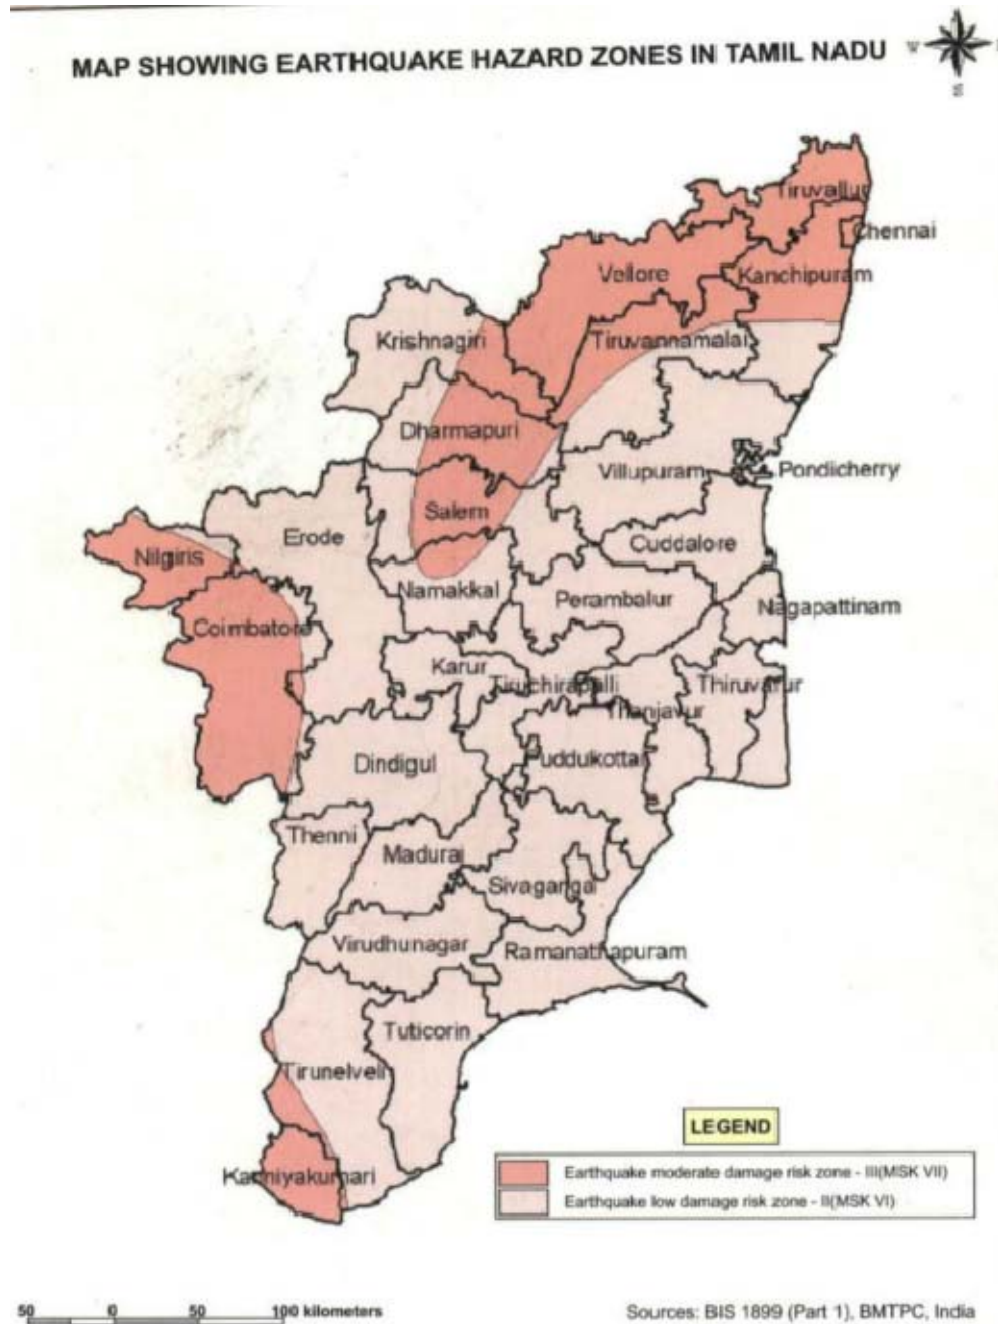 MAP SHOWING EARTHQUAKE HAZARD ZONES IN TAMIL NADU
W
S
Tiruvallur
Chennai
Vellore
Kanchipuram
Krishnagiri
Tiruvannamalai
Dharmapuri
Villupuram
Pondicherry
Salem
Erode
Cuddalore
Nilgiris
Namakkal
Perambalur
Nagapattinam
Coimbatore
Karur
Tiruchirapalli
Thiruvarur
Thanjavur
Dindigul
Puddukottai
Thenni
Madurai
Sivagangai
Virudhunagar
Ramanathapuram
Tuticorin
Tirunelveli
Kanniyakumari
LEGEND
Earthquake moderate damage risk zone - III(MSK VII)
Earthquake low damage risk zone - II(MSK VI)
50 0 50 100 kilometers
Sources: BIS 1899 (Part 1), BMTPC, India